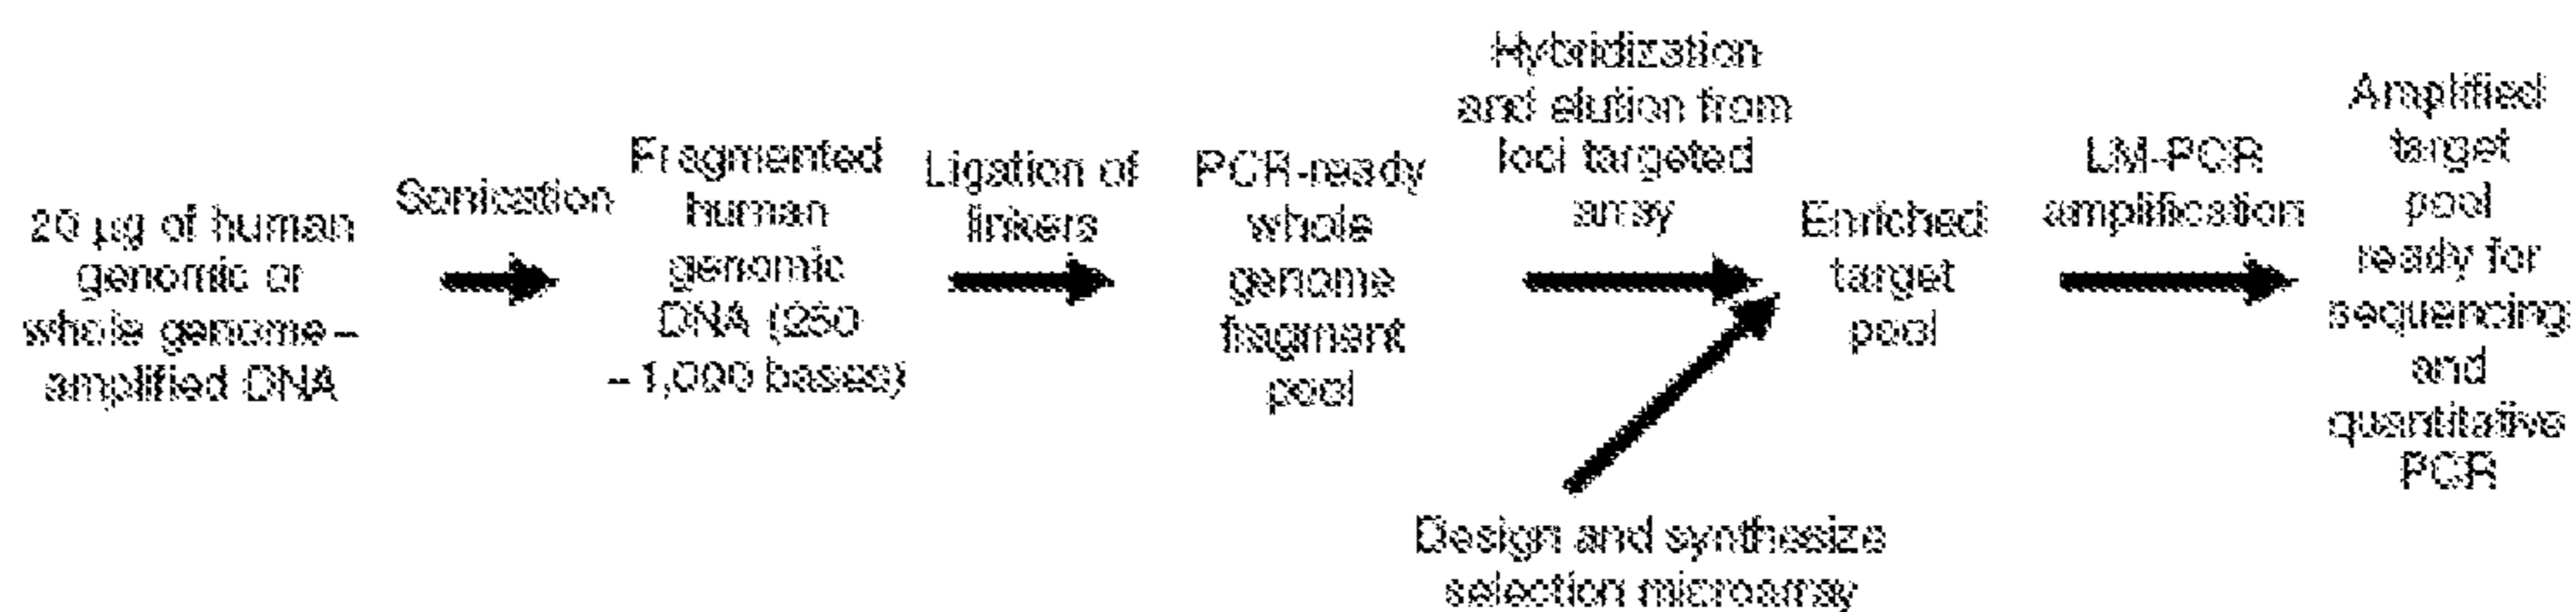 20 µg of human
genomic or
whole genome–
amplified DNA
Sonication
Fragmented
human
genomic
DNA (250
–1,000 bases)
Ligation of
linkers
PCR-ready
whole
genome
fragment
pool
Hybridization
and elution from
loci targeted
array
Design and synthesize
selection microarray
Enriched
target
pool
LM-PCR
amplification
Amplified
target
pool
ready for
sequencing
and
quantitative
PCR